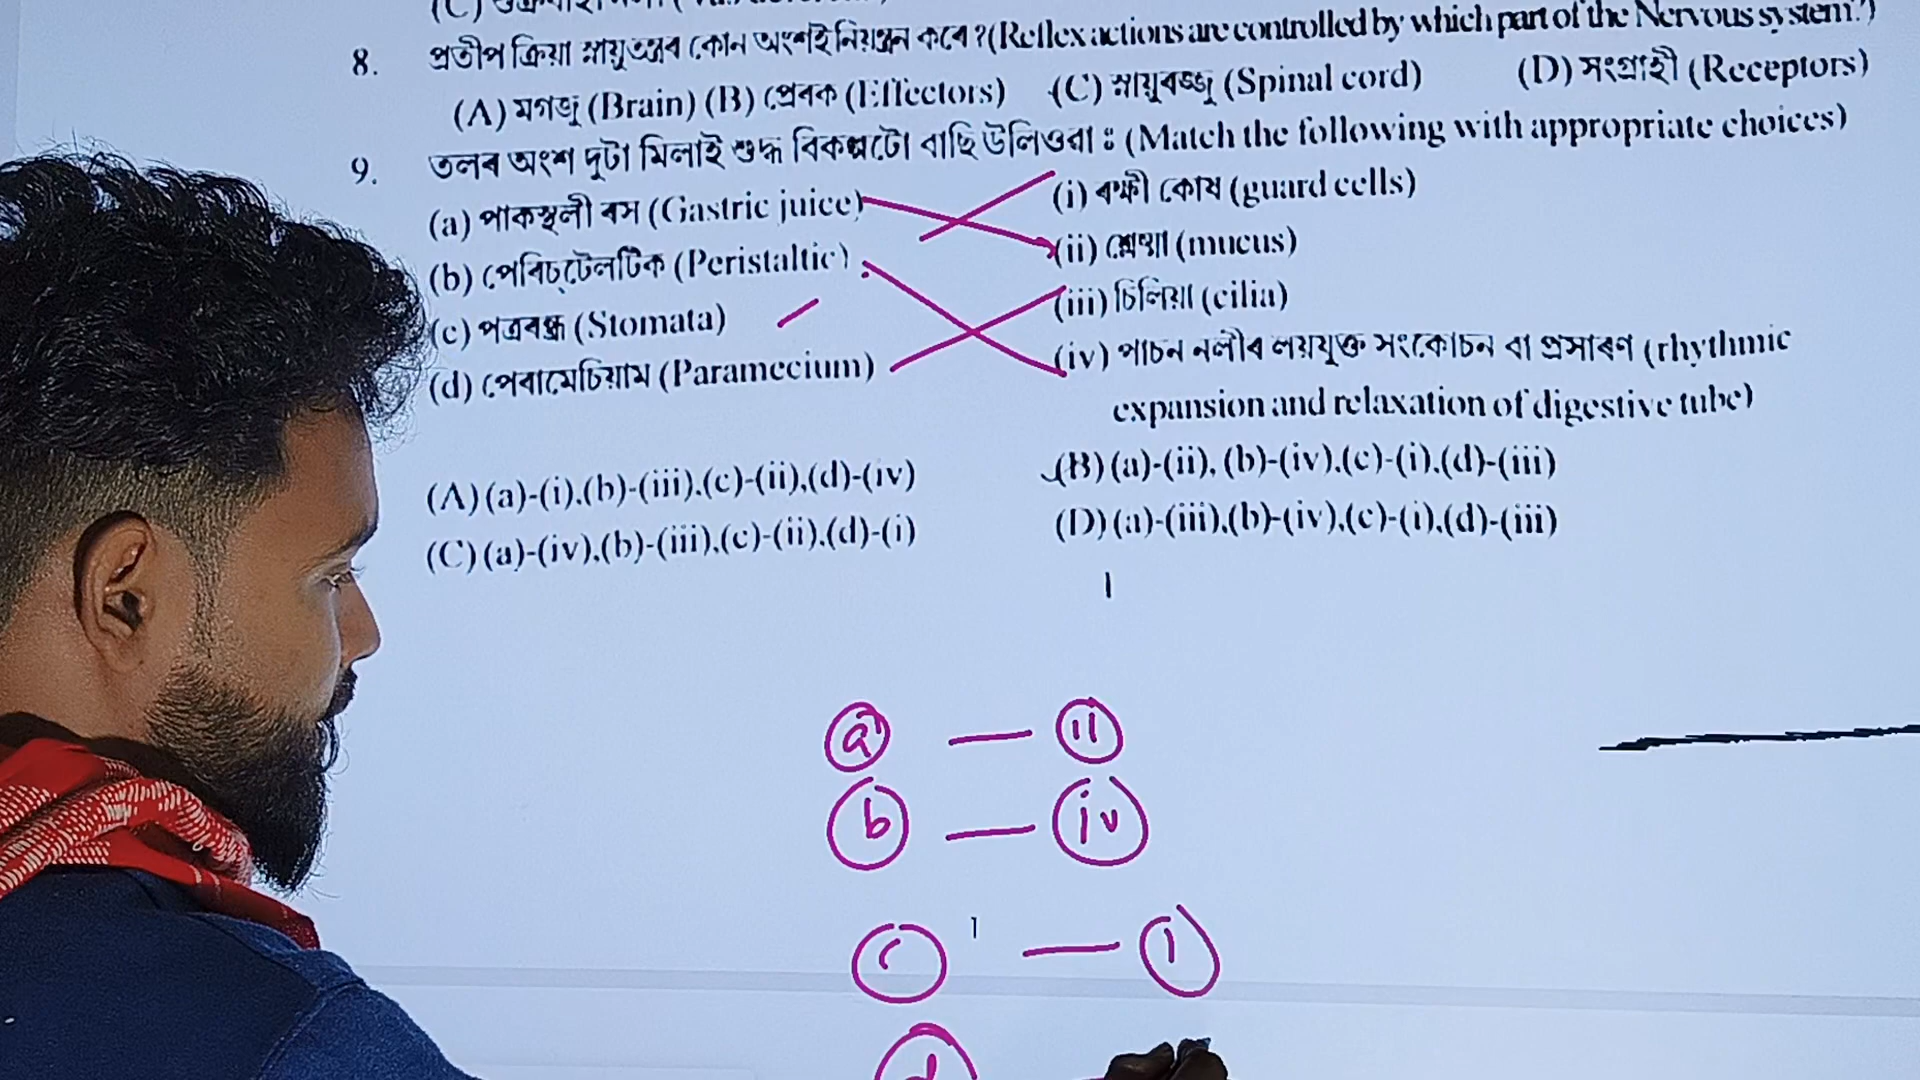 8. প্ৰতীপ ক্ৰিয়া স্নায়ুতন্ত্ৰৰ কোন অংশই নিয়ন্ত্ৰন কৰে ? (Reflex actions are controlled by which part of the Nervous system?)
(A) মগজু (Brain) (B) প্ৰেৰক (Effectors) (C) স্নায়ুৰজ্জু (Spinal cord) (D) সংগ্ৰাহী (Receptors)
9. তলৰ অংশ দুটা মিলাই শুদ্ধ বিকল্পটো বাছি উলিওৱা ঃ (Match the following with appropriate choices)
(a) পাকস্থলী ৰস (Gastric juice) (i) ৰক্ষী কোষ (guard cells)
(b) পেৰিচ্‌টেলটিক (Peristaltic) (ii) শ্লেষ্মা (mucus)
(c) পত্ৰৰন্ধ্ৰ (Stomata) (iii) চিলিয়া (cilia)
(d) পেৰামেচিয়াম (Paramecium) (iv) পাচন নলীৰ লয়যুক্ত সংকোচন বা প্ৰসাৰণ (rhythmic
expansion and relaxation of digestive tube)
(A) (a)-(i),(b)-(iii),(c)-(ii),(d)-(iv) (B) (a)-(ii), (b)-(iv),(c)-(i),(d)-(iii)
(C) (a)-(iv),(b)-(iii),(c)-(ii),(d)-(i) (D) (a)-(iii),(b)-(iv),(c)-(i),(d)-(iii)
a — ii
b — iv
c — i
d